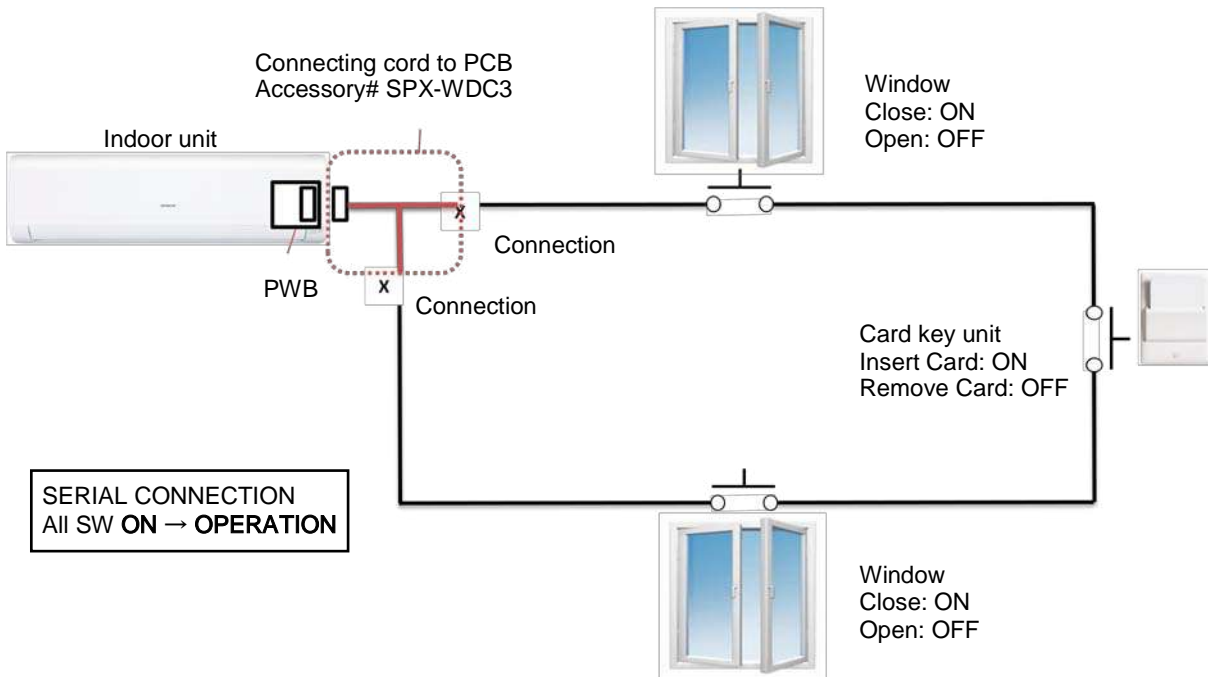 Connecting cord to PCB
Accessory# SPX-WDC3
Indoor unit
PWB
X
Connection
X
Connection
Window
Close: ON
Open: OFF
Card key unit
Insert Card: ON
Remove Card: OFF
SERIAL CONNECTION
All SW ON → OPERATION
Window
Close: ON
Open: OFF